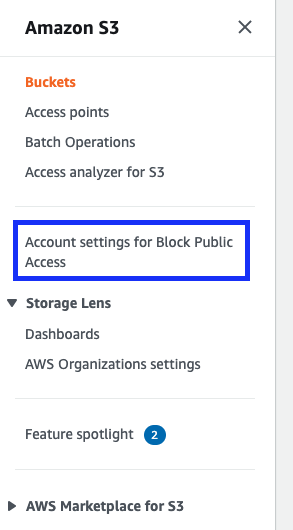 Amazon S3
Buckets
Access points
Batch Operations
Access analyzer for S3
Account settings for Block Public
Access
Storage Lens
Dashboards
AWS Organizations settings
Feature spotlight 2
AWS Marketplace for S3